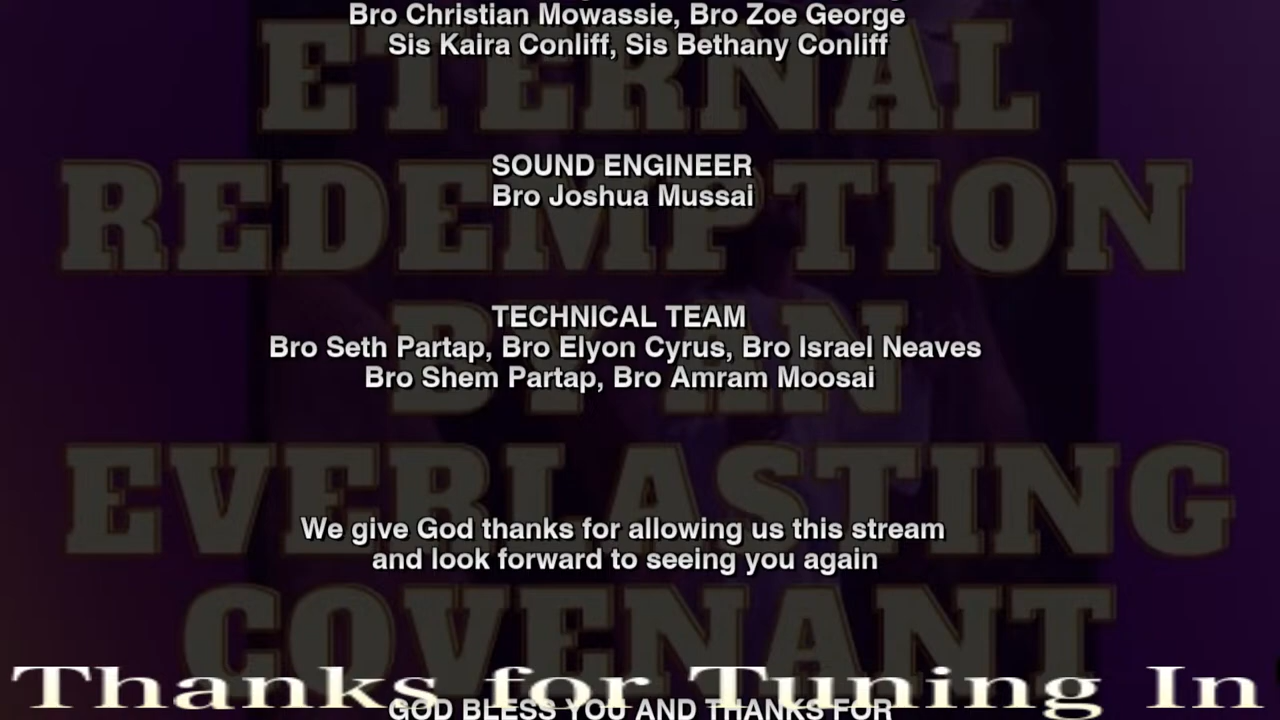 Bro Christian Mowassie, Bro Zoe George
Sis Kaira Conliff, Sis Bethany Conliff
ETERNAL
SOUND ENGINEER
Bro Joshua Mussai
REDEMPTION
TECHNICAL TEAM
Bro Seth Partap, Bro Elyon Cyrus, Bro Israel Neaves
Bro Shem Partap, Bro Amram Moosai
BY AN
EVERLASTING
We give God thanks for allowing us this stream
and look forward to seeing you again
COVENANT
Thanks for Tuning In
GOD BLESS YOU AND THANKS FOR